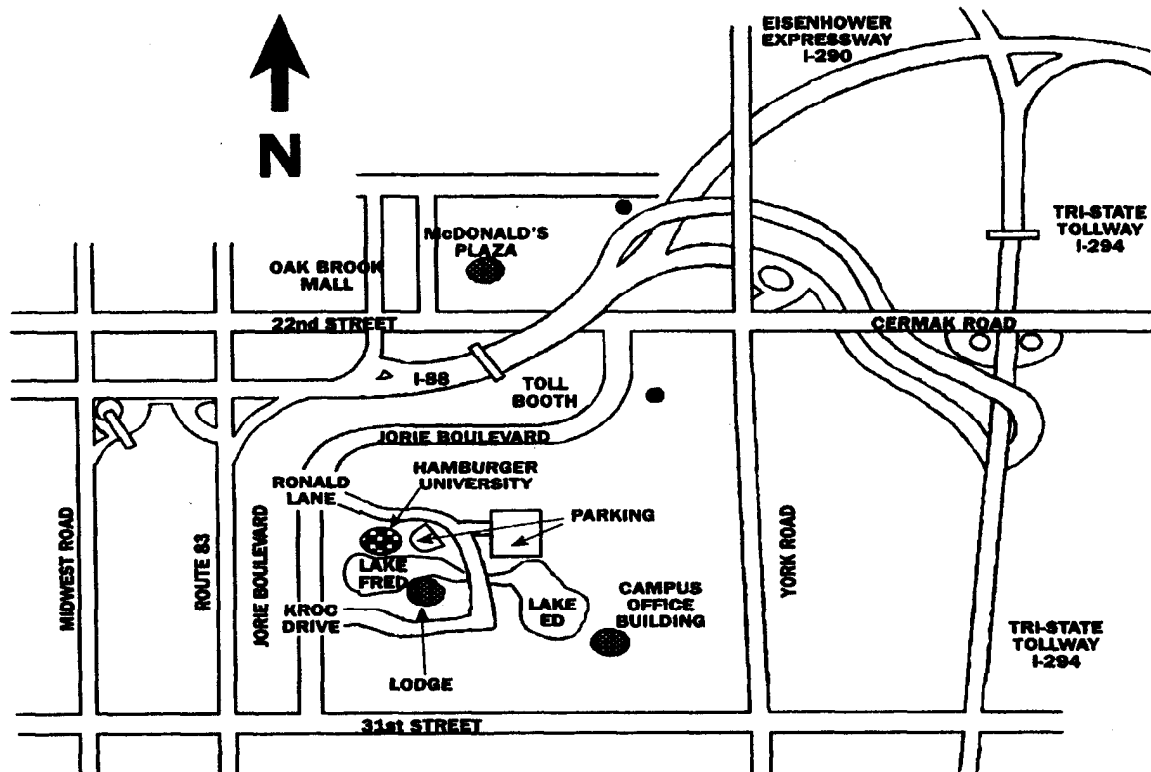 EISENHOWER
EXPRESSWAY
I-290
N
McDONALD'S
PLAZA
TRI-STATE
TOLLWAY
I-294
OAK BROOK
MALL
22nd STREET
CERMAK ROAD
I-88
TOLL
BOOTH
JORIE BOULEVARD
HAMBURGER
UNIVERSITY
RONALD
LANE
PARKING
MIDWEST ROAD
ROUTE 83
JORIE BOULEVARD
YORK ROAD
LAKE
FRED
LAKE
ED
CAMPUS
OFFICE
BUILDING
KROC
DRIVE
TRI-STATE
TOLLWAY
I-294
LODGE
31st STREET